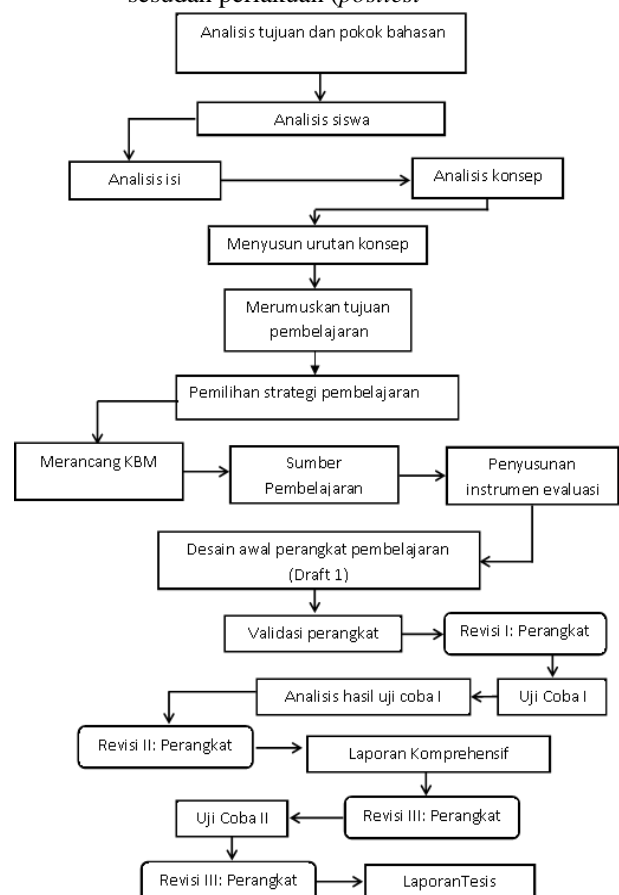 sesudah perlakuan (posttest
Analisis tujuan dan pokok bahasan
Analisis siswa
Analisis isi
Analisis konsep
Menyusun urutan konsep
Merumuskan tujuan
pembelajaran
Pemilihan strategi pembelajaran
Merancang KBM
Sumber
Pembelajaran
Penyusunan
instrumen evaluasi
Desain awal perangkat pembelajaran
(Draft 1)
Validasi perangkat
Revisi I: Perangkat
Analisis hasil uji coba I
Uji Coba I
Revisi II: Perangkat
Laporan Komprehensif
Uji Coba II
Revisi III: Perangkat
Revisi III: Perangkat
LaporanTesis